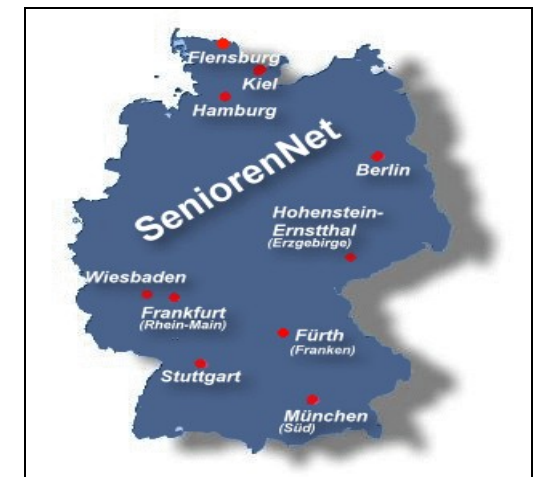 Flensburg
Kiel
Hamburg
SeniorenNet
Berlin
Hohenstein-
Ernstthal
(Erzgebirge)
Wiesbaden
Frankfurt
(Rhein-Main)
Fürth
(Franken)
Stuttgart
München
(Süd)